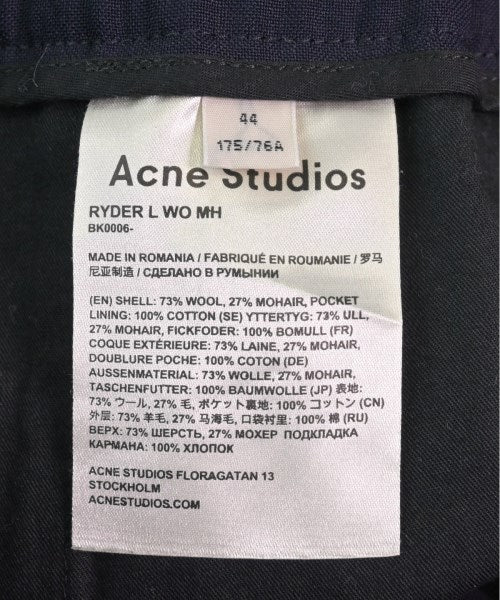 44
175/76A
Acne Studios
RYDER L WO MH
BK0006-
MADE IN ROMANIA / FABRIQUÉ EN ROUMANIE / 罗马
尼亚制造 / СДЕЛАНО В РУМЫНИИ
(EN) SHELL: 73% WOOL, 27% MOHAIR, POCKET
LINING: 100% COTTON (SE) YTTERTYG: 73% ULL,
27% MOHAIR, FICKFODER: 100% BOMULL (FR)
COQUE EXTÉRIEURE: 73% LAINE, 27% MOHAIR,
DOUBLURE POCHE: 100% COTON (DE)
AUSSENMATERIAL: 73% WOLLE, 27% MOHAIR,
TASCHENFUTTER: 100% BAUMWOLLE (JP) 表地:
73% ウール, 27% 毛, ポケット裏地: 100% コットン (CN)
外层: 73% 羊毛, 27% 马海毛, 口袋衬里: 100% 棉 (RU)
ВЕРХ: 73% ШЕРСТЬ, 27% МОХЕР ПОДКЛАДКА
КАРМАНА: 100% ХЛОПОК
ACNE STUDIOS FLORAGATAN 13
STOCKHOLM
ACNESTUDIOS.COM